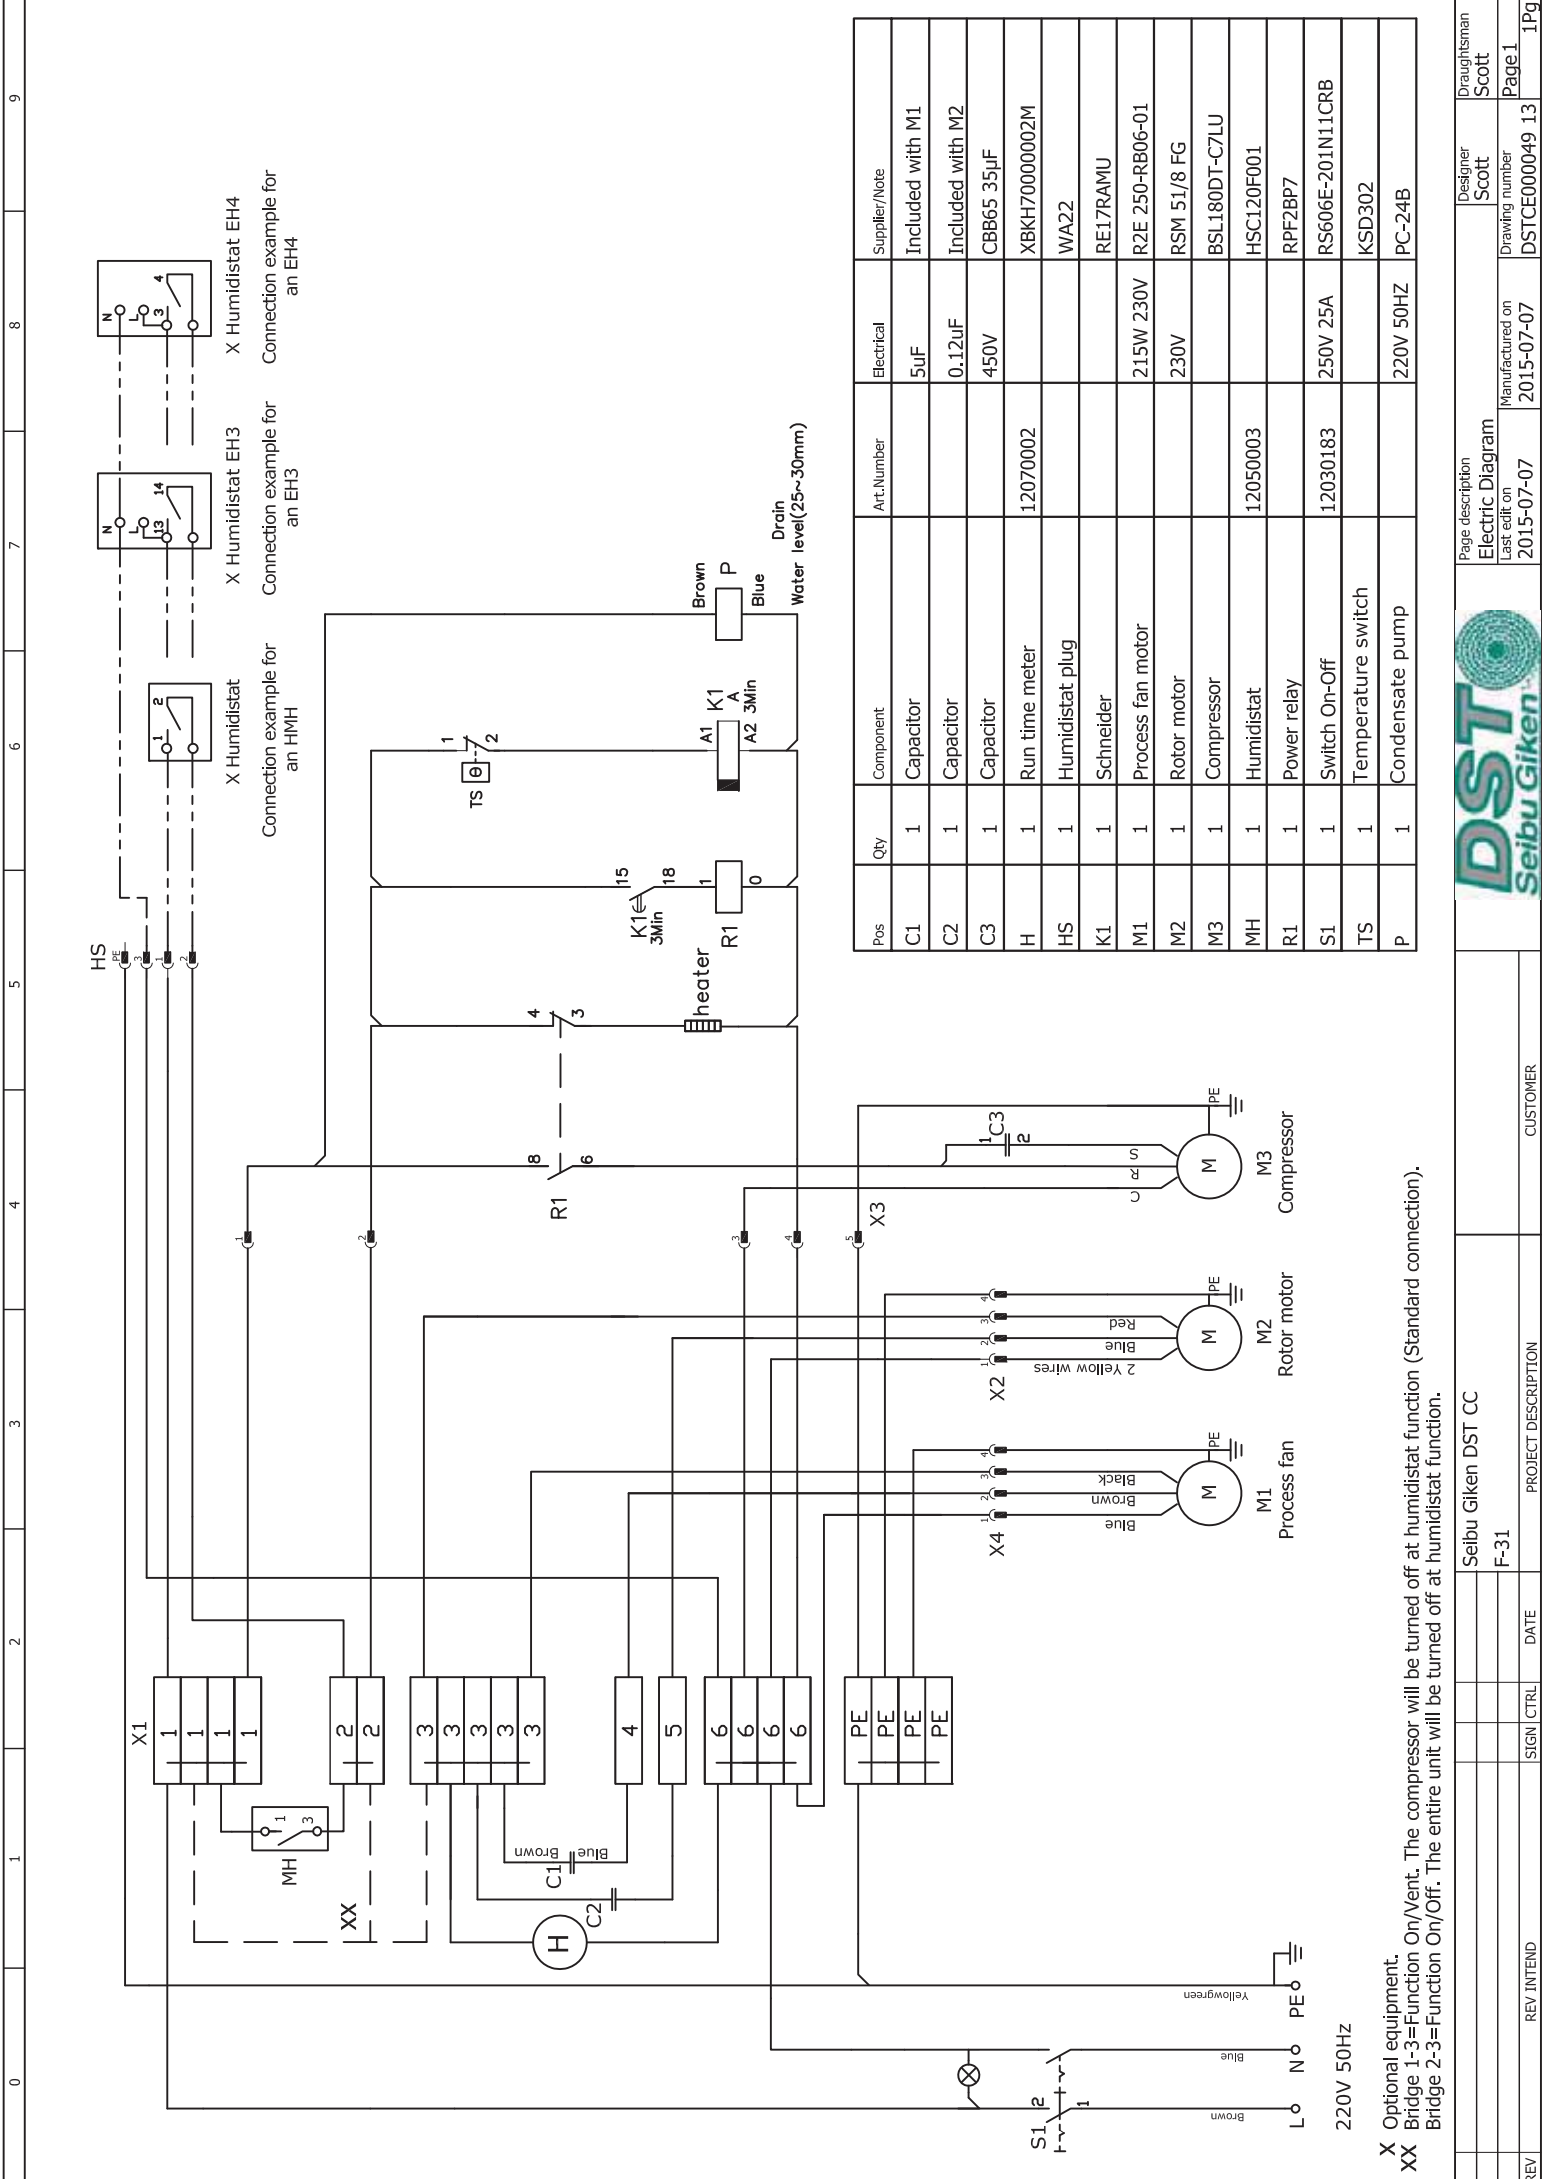 0 1 2 3 4 5 6 7 8 9
HS
PE
3
1
2
N
L
3 4
X Humidistat EH4
Connection example for
an EH4
N
L
13 14
X Humidistat EH3
Connection example for
an EH3
1 2
X Humidistat
Connection example for
an HMH
X1
1
1
1
1
2
2
3
3
3
3
3
4
5
6
6
6
6
PE
PE
PE
PE
MH
1 3
XX
Brown
C1
Blue
C2
H
1
2
3
4
5
X3
R1
8 6
4 3
heater
K1
3Min
15 18
R1
1 0
TS
θ
1 2
A1 K1
A
A2 3Min
Brown
P
Blue
Drain
Water level(25~30mm)
C3
1 2
S
R
C
PE
M
M3
Compressor
X2
1 2 3 4
Red
Blue
2 Yellow wires
PE
M
M2
Rotor motor
X4
1 2 3 4
Black
Brown
Blue
PE
M
M1
Process fan
S1
2
1
Brown
Blue
Yellowgreen
L N PE
220V 50Hz
X Optional equipment.
XX Bridge 1-3=Function On/Vent. The compressor will be turned off at humidistat function (Standard connection).
Bridge 2-3=Function On/Off. The entire unit will be turned off at humidistat function.
Pos Qty Component Art.Number Electrical Supplier/Note
C1 1 Capacitor 5uF Included with M1
C2 1 Capacitor 0.12uF Included with M2
C3 1 Capacitor 450V CBB65 35μF
H 1 Run time meter 12070002 XBKH70000002M
HS 1 Humidistat plug WA22
K1 1 Schneider RE17RAMU
M1 1 Process fan motor 215W 230V R2E 250-RB06-01
M2 1 Rotor motor 230V RSM 51/8 FG
M3 1 Compressor BSL180DT-C7LU
MH 1 Humidistat 12050003 HSC120F001
R1 1 Power relay RPF2BP7
S1 1 Switch On-Off 12030183 250V 25A RS606E-201N11CRB
TS 1 Temperature switch KSD302
P 1 Condensate pump 220V 50HZ PC-24B
REV REV INTEND SIGN CTRL DATE
Seibu Giken DST CC
F-31
PROJECT DESCRIPTION
CUSTOMER
DST
Seibu Giken
Page description
Electric Diagram
Last edit on
2015-07-07
Manufactured on
2015-07-07
Designer
Scott
Draughtsman
Scott
Drawing number
DSTCE000049 13
Page1
1Pg